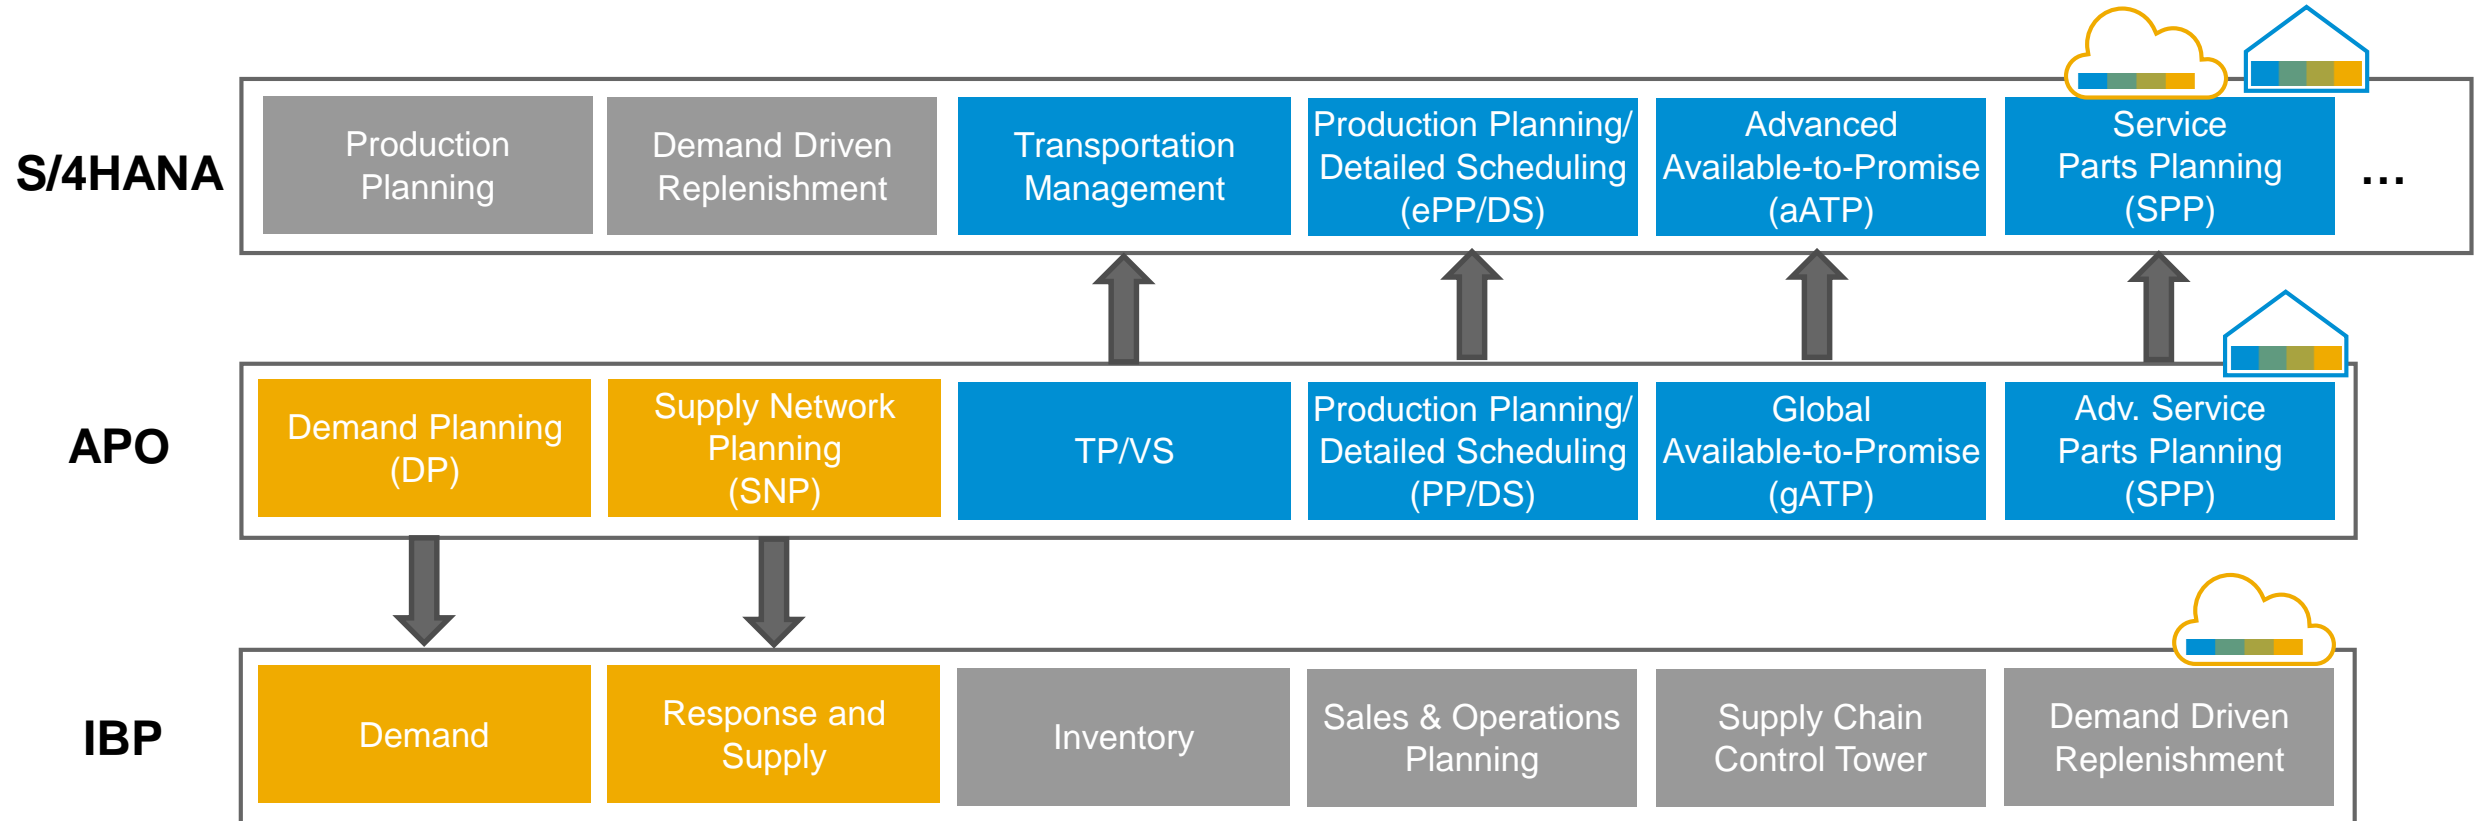 S/4HANA
Production
Planning
Demand Driven
Replenishment
Transportation
Management
Production Planning/
Detailed Scheduling
(ePP/DS)
Advanced
Available-to-Promise
(aATP)
Service
Parts Planning
(SPP)
...
APO
Demand Planning
(DP)
Supply Network
Planning
(SNP)
TP/VS
Production Planning/
Detailed Scheduling
(PP/DS)
Global
Available-to-Promise
(gATP)
Adv. Service
Parts Planning
(SPP)
IBP
Demand
Response and
Supply
Inventory
Sales & Operations
Planning
Supply Chain
Control Tower
Demand Driven
Replenishment